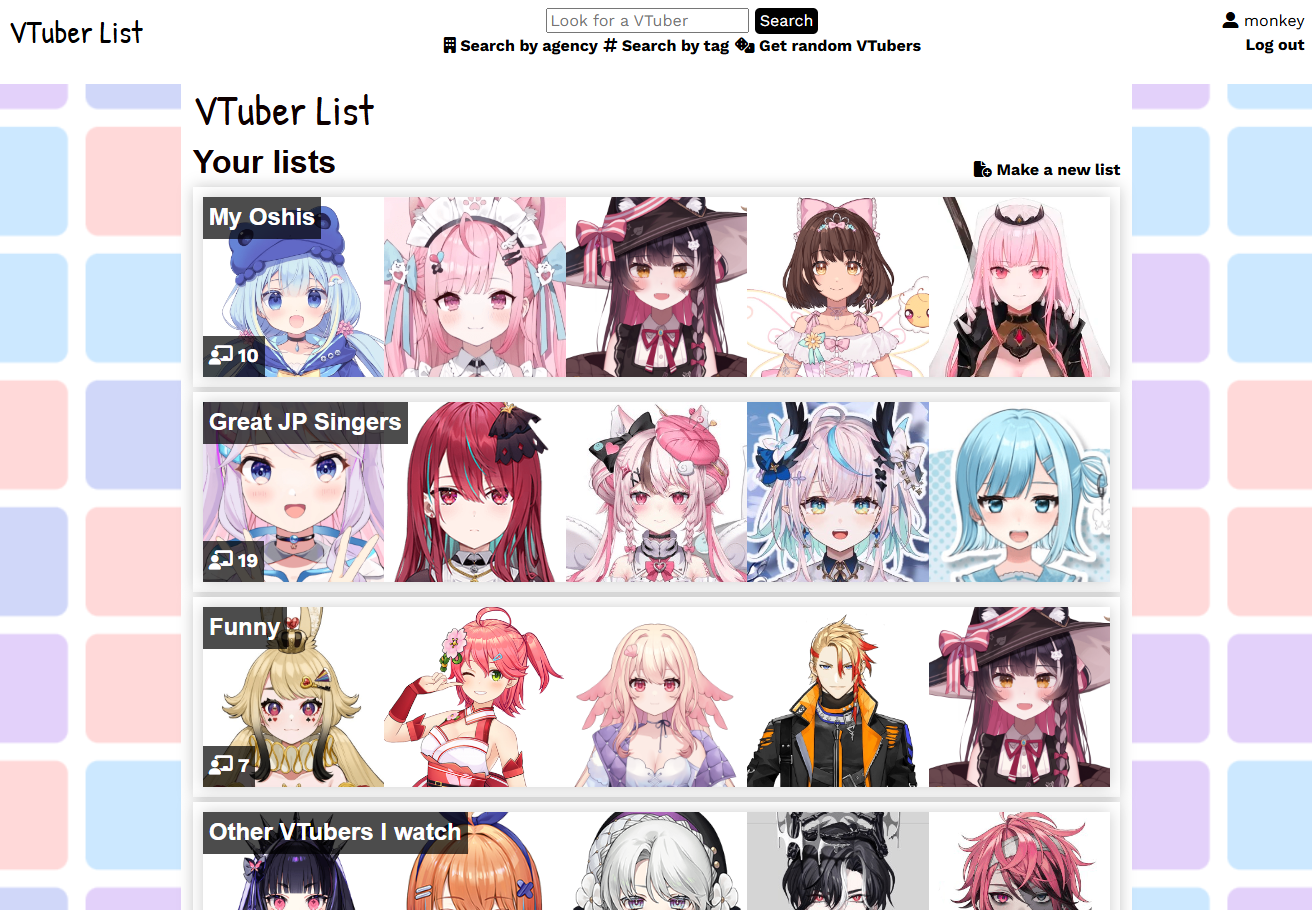 VTuber List
Look for a VTuber
Search
Search by agency
Search by tag
Get random VTubers
monkey
Log out
VTuber List
Your lists
Make a new list
My Oshis
10
Great JP Singers
19
Funny
7
Other VTubers I watch